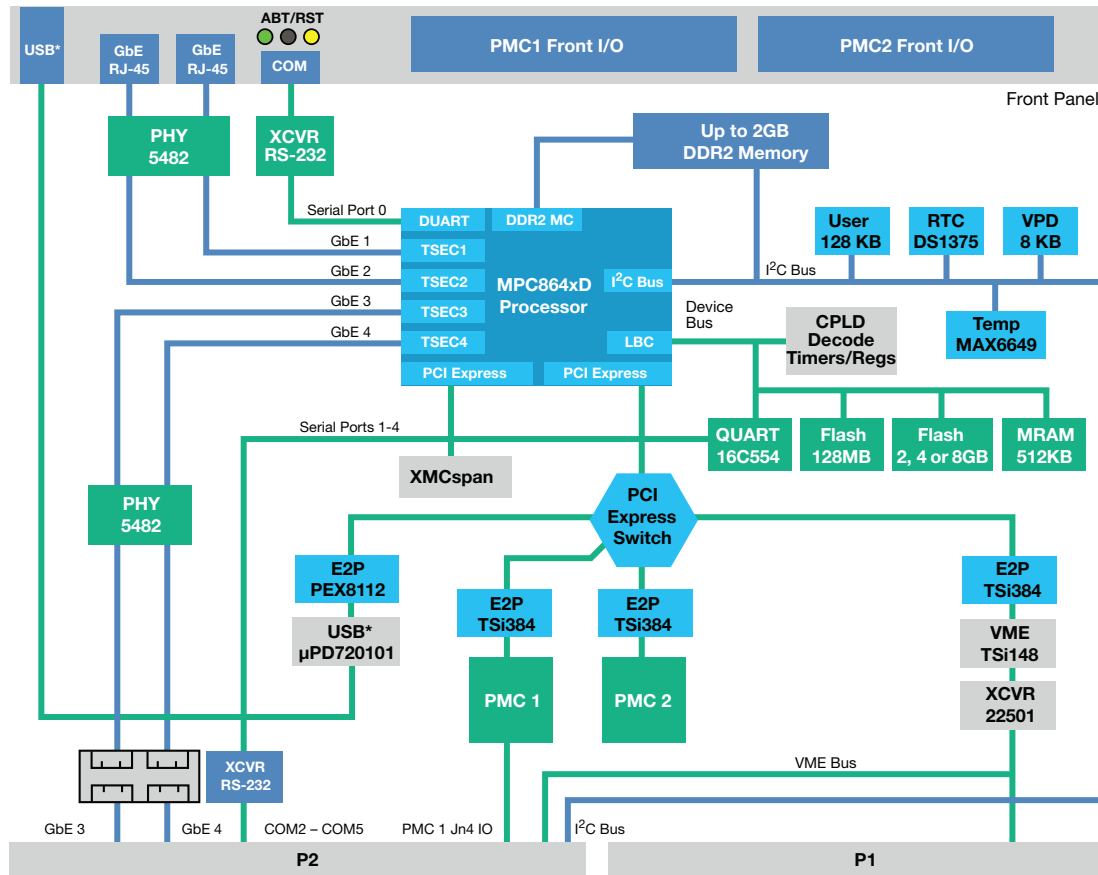 ABT/RST
USB*
GbE
RJ-45
GbE
RJ-45
COM
PMC1 Front I/O
PMC2 Front I/O
Front Panel
PHY
5482
XCVR
RS-232
Up to 2GB
DDR2 Memory
Serial Port 0
DUART
DDR2 MC
User
128 KB
RTC
DS1375
VPD
8 KB
GbE 1
TSEC1
GbE 2
TSEC2
MPC864xD
Processor
I²C Bus
I²C Bus
GbE 3
TSEC3
Device
Bus
CPLD
Decode
Timers/Regs
Temp
MAX6649
GbE 4
TSEC4
LBC
PCI Express
PCI Express
Serial Ports 1-4
QUART
16C554
Flash
128MB
Flash
2, 4 or 8GB
MRAM
512KB
XMCspan
PHY
5482
PCI
Express
Switch
E2P
PEX8112
E2P
TSi384
E2P
TSi384
E2P
TSi384
USB*
µPD720101
VME
TSi148
PMC 1
PMC 2
XCVR
22501
XCVR
RS-232
VME Bus
GbE 3
GbE 4
COM2 – COM5
PMC 1 Jn4 IO
I²C Bus
P2
P1